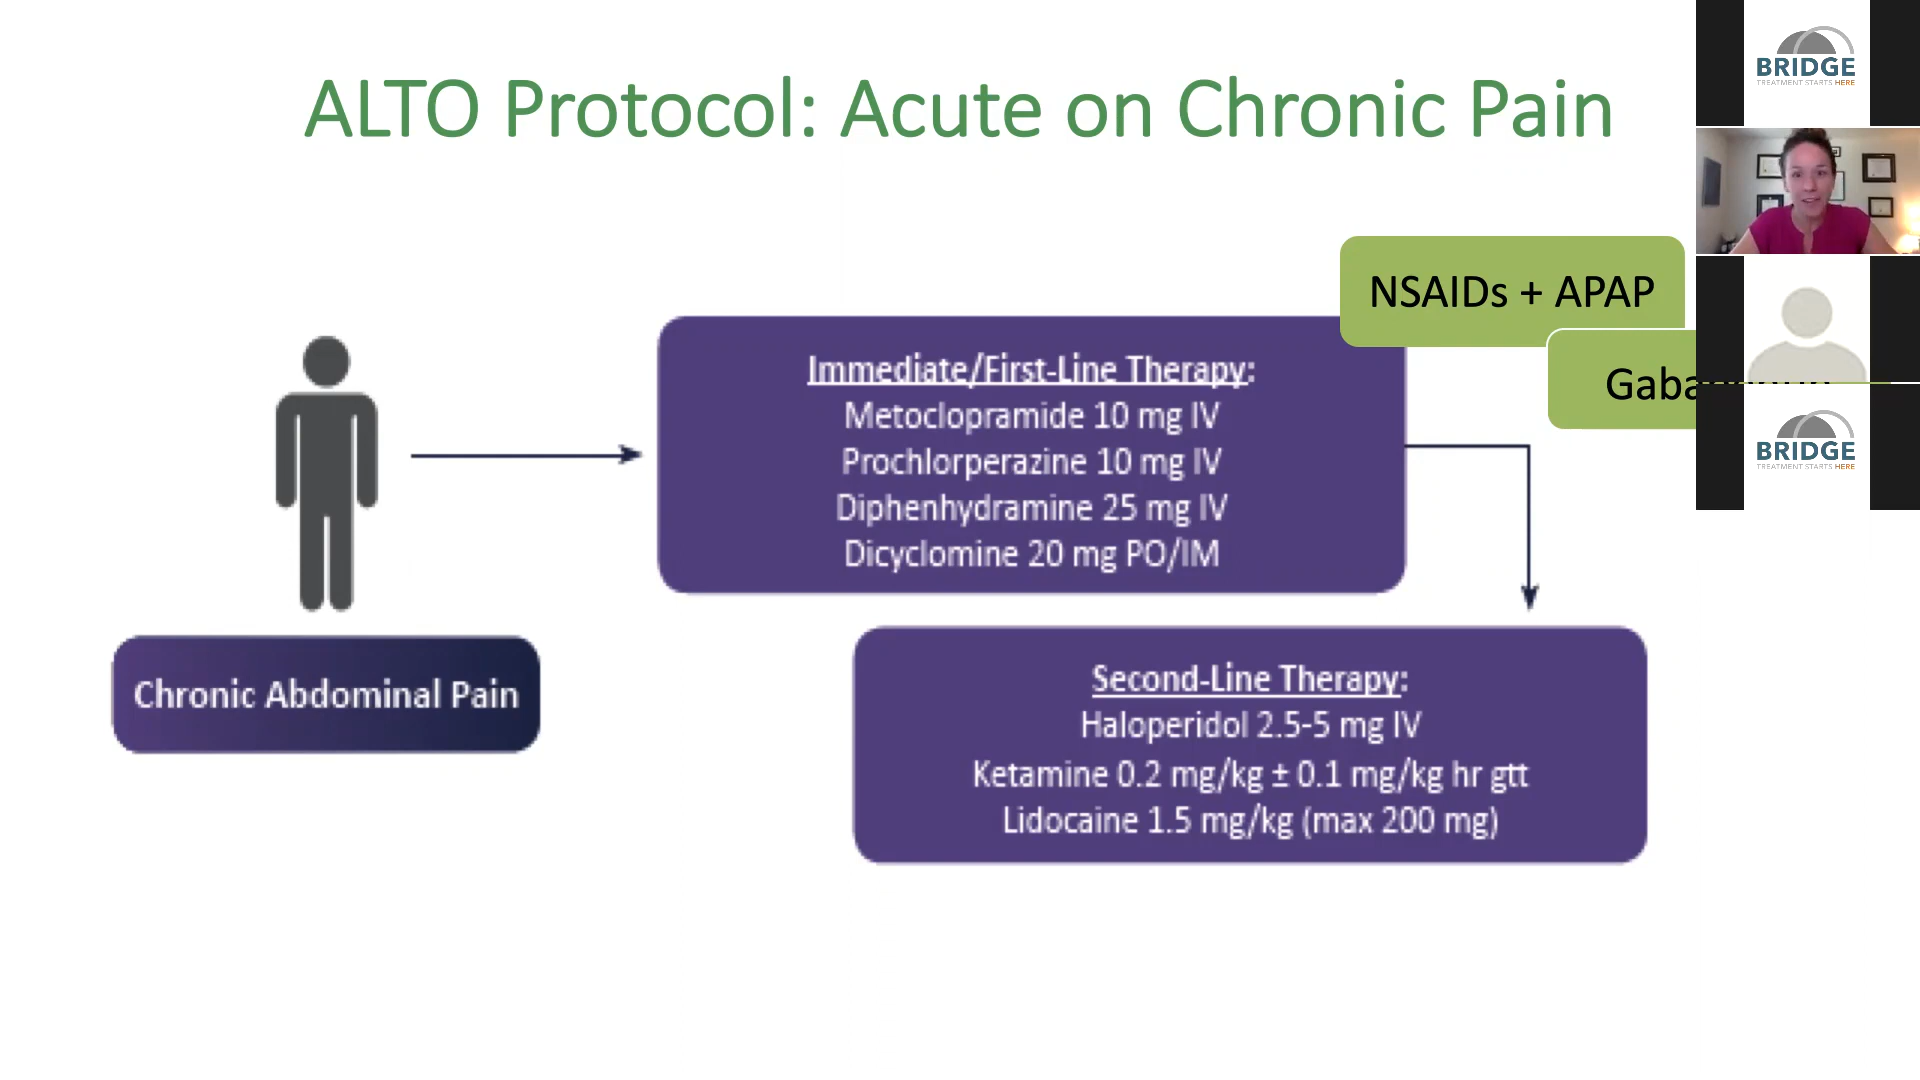 ALTO Protocol: Acute on Chronic Pain
BRIDGE
TREATMENT STARTS HERE
NSAIDs + APAP
Immediate/First-Line Therapy:
Metoclopramide 10 mg IV
Prochlorperazine 10 mg IV
Diphenhydramine 25 mg IV
Dicyclomine 20 mg PO/IM
BRIDGE
TREATMENT STARTS HERE
Chronic Abdominal Pain
Second-Line Therapy:
Haloperidol 2.5-5 mg IV
Ketamine 0.2 mg/kg ± 0.1 mg/kg hr gtt
Lidocaine 1.5 mg/kg (max 200 mg)